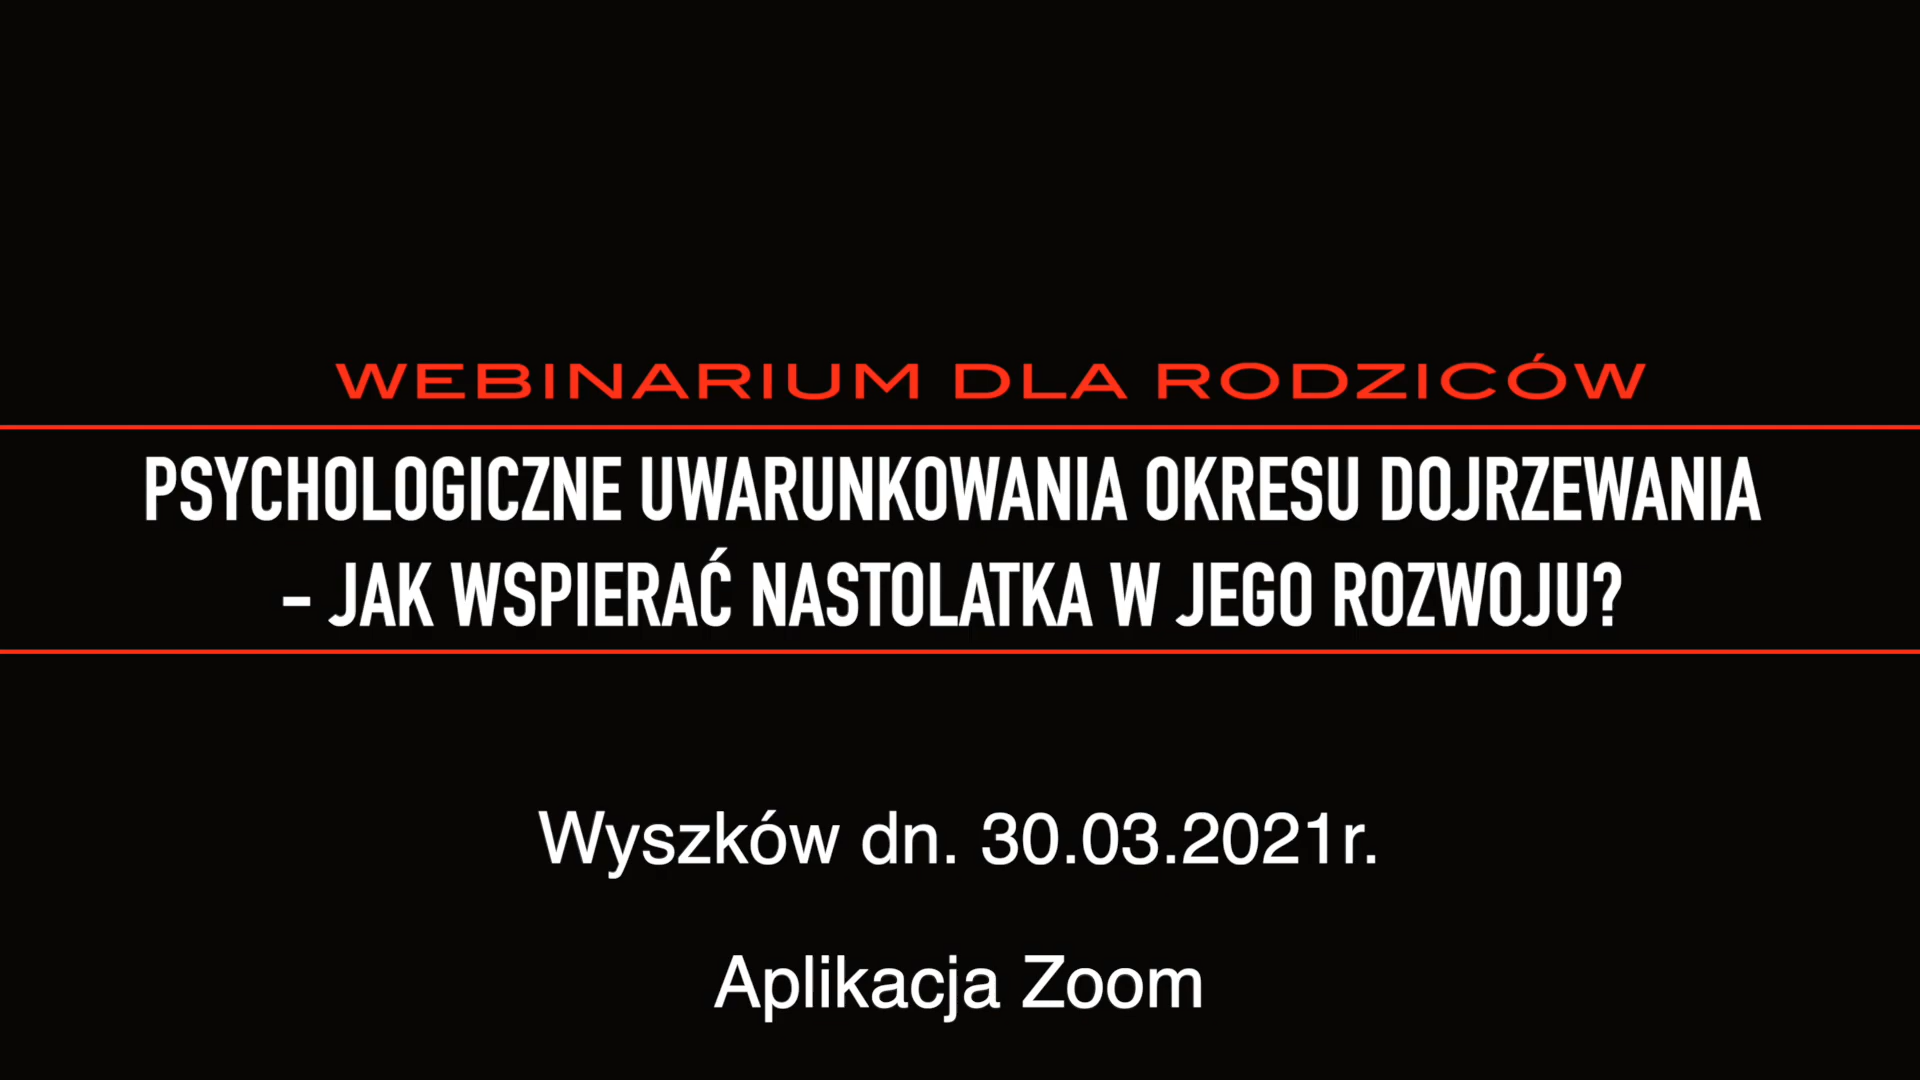 WEBINARIUM DLA RODZICÓW
PSYCHOLOGICZNE UWARUNKOWANIA OKRESU DOJRZEWANIA
- JAK WSPIERAĆ NASTOLATKA W JEGO ROZWOJU?
Wyszków dn. 30.03.2021r.
Aplikacja Zoom